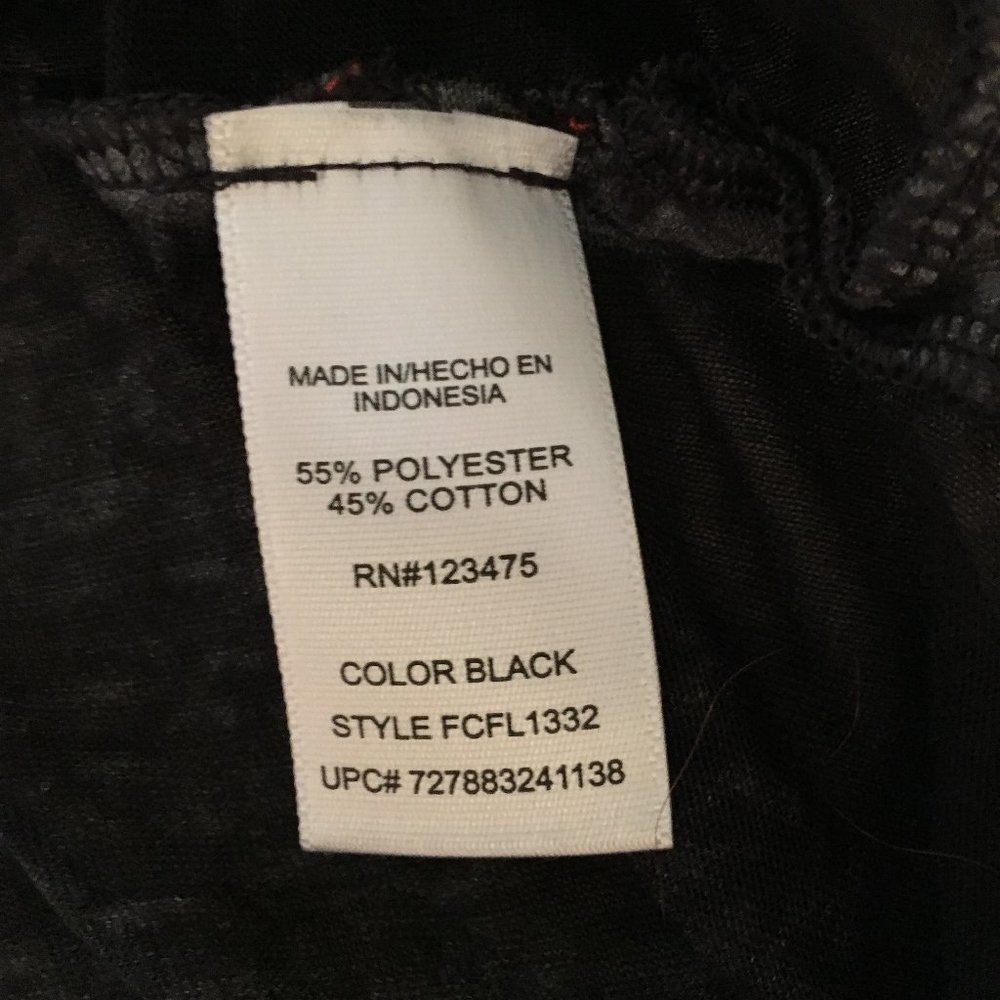 MADE IN/HECHO EN
INDONESIA
55% POLYESTER
45% COTTON
RN#123475
COLOR BLACK
STYLE FCFL1332
UPC# 727883241138